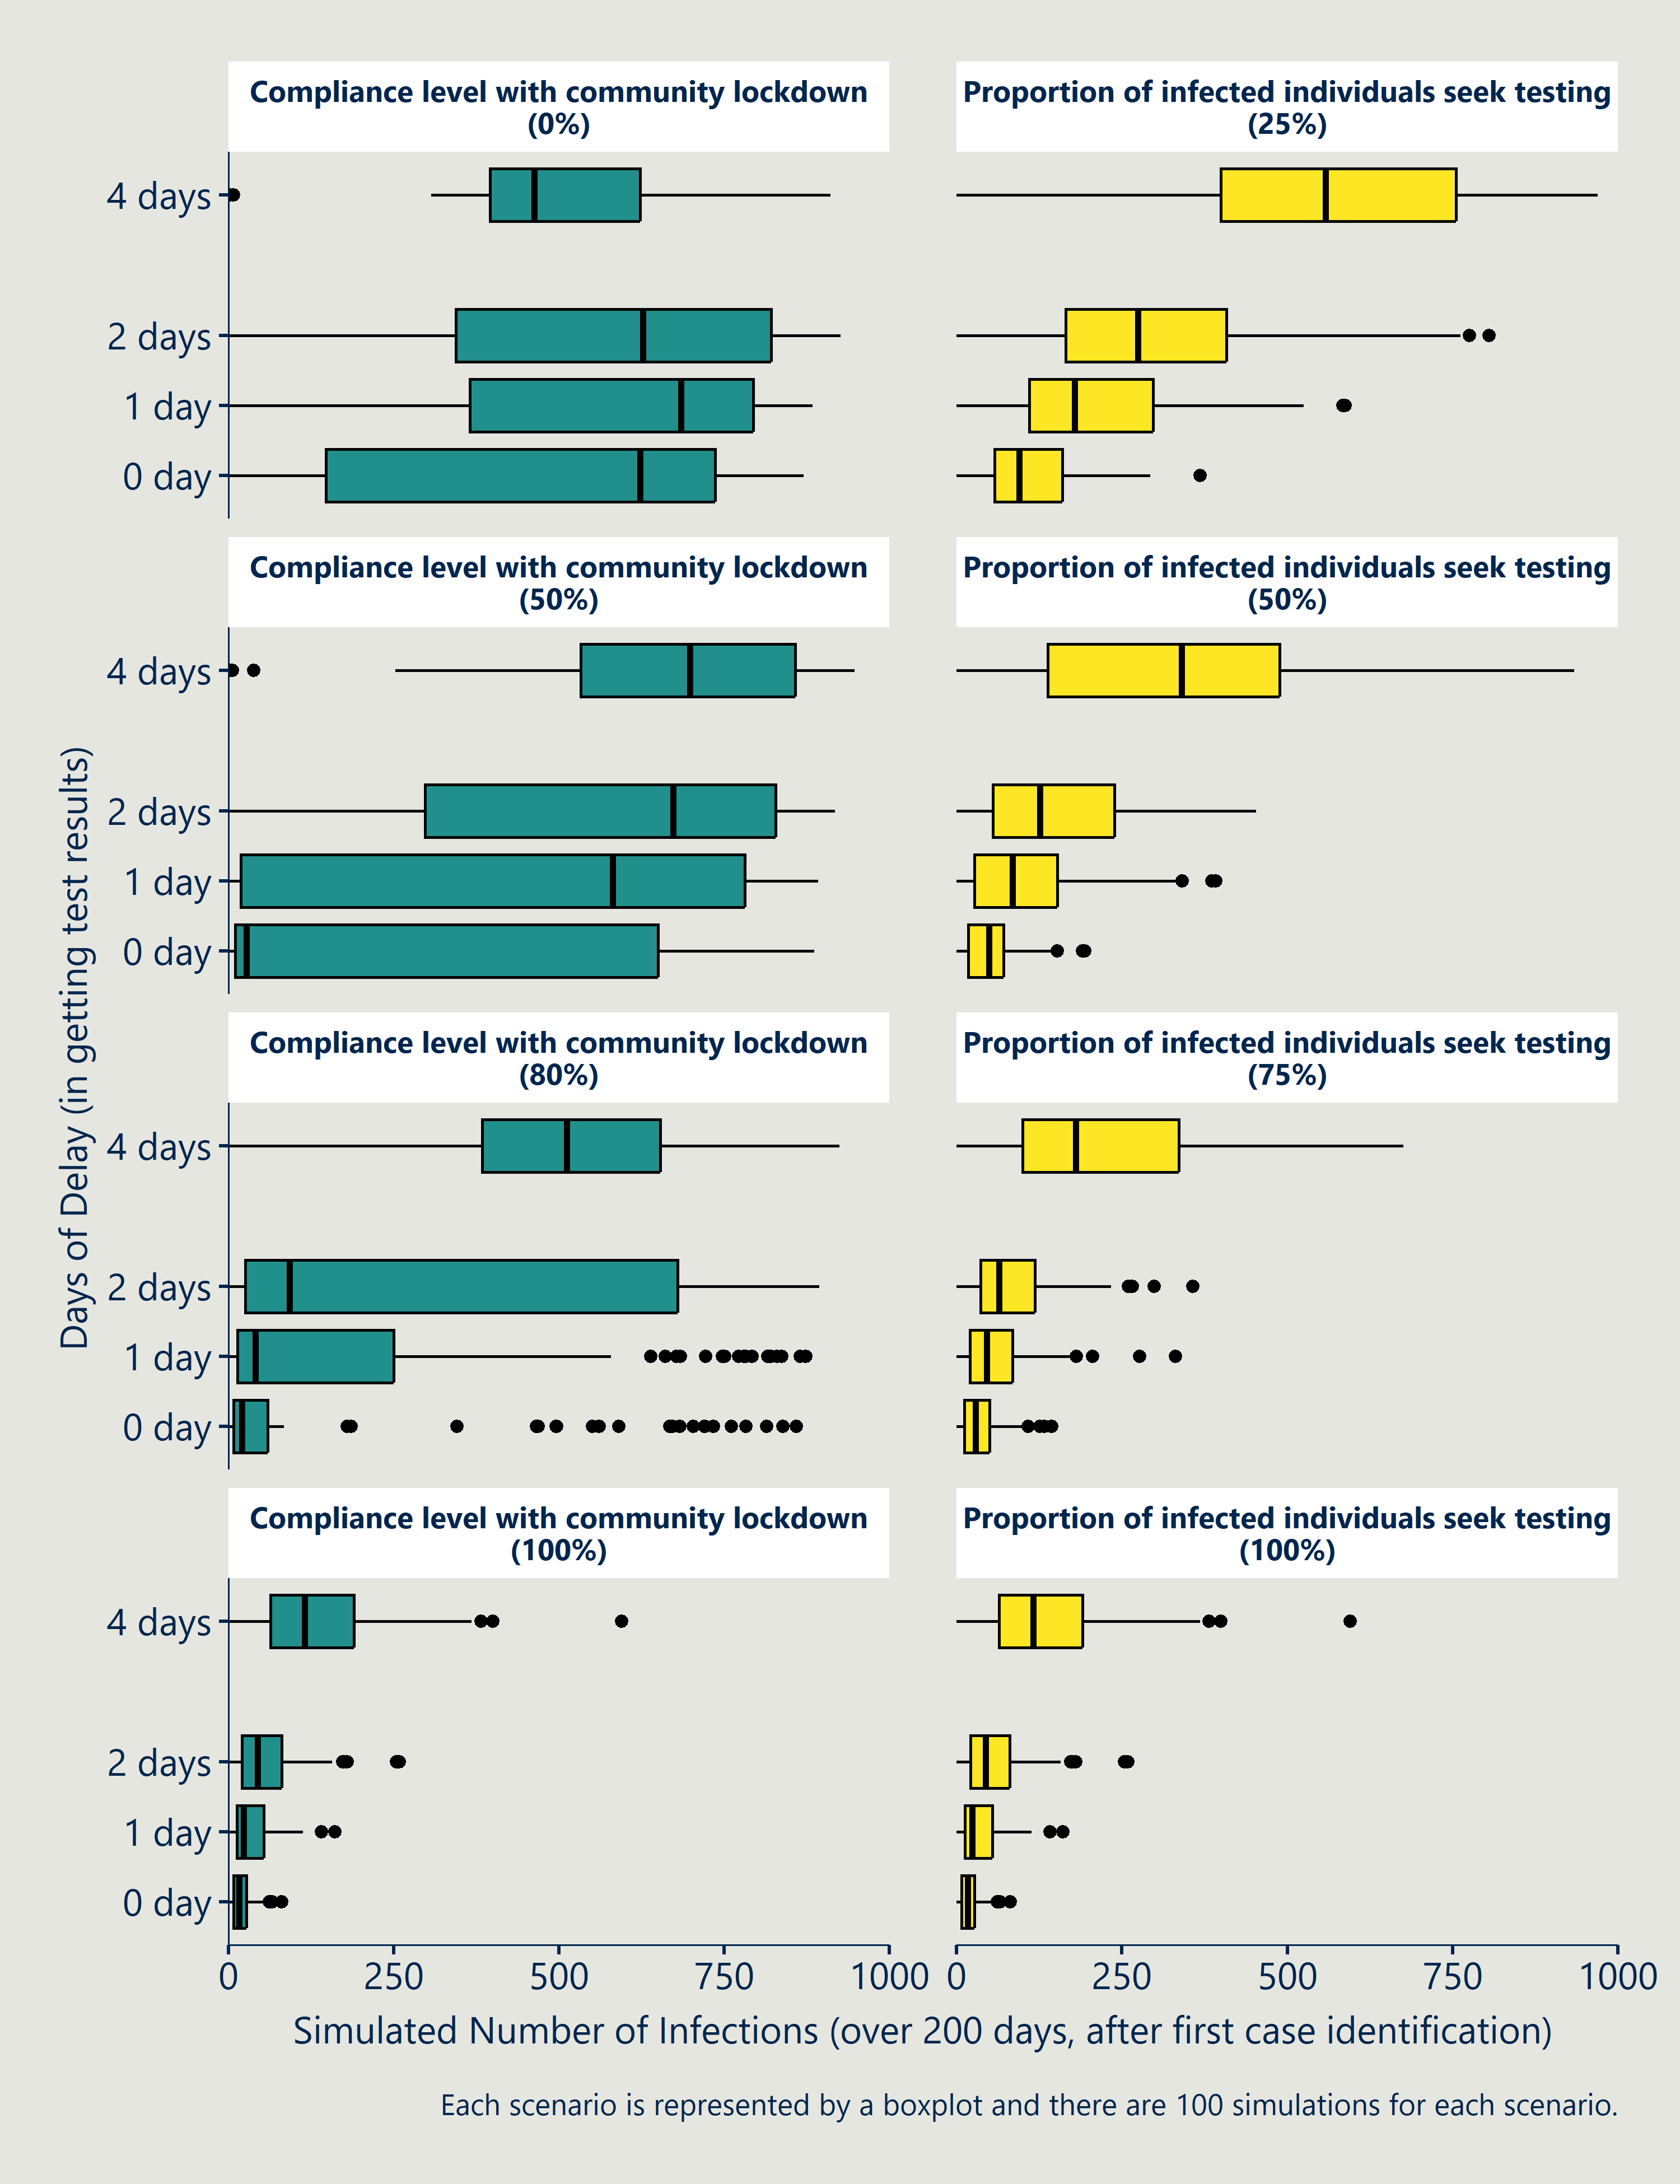 Compliance level with community lockdown
(0%)
Proportion of infected individuals seek testing
(25%)
4 days
2 days
1 day
0 day
Compliance level with community lockdown
(50%)
Proportion of infected individuals seek testing
(50%)
4 days
2 days
1 day
0 day
Compliance level with community lockdown
(80%)
Proportion of infected individuals seek testing
(75%)
4 days
2 days
1 day
0 day
Compliance level with community lockdown
(100%)
Proportion of infected individuals seek testing
(100%)
4 days
2 days
1 day
0 day
Days of Delay (in getting test results)
0 250 500 750 1000 0 250 500 750 1000
Simulated Number of Infections (over 200 days, after first case identification)
Each scenario is represented by a boxplot and there are 100 simulations for each scenario.